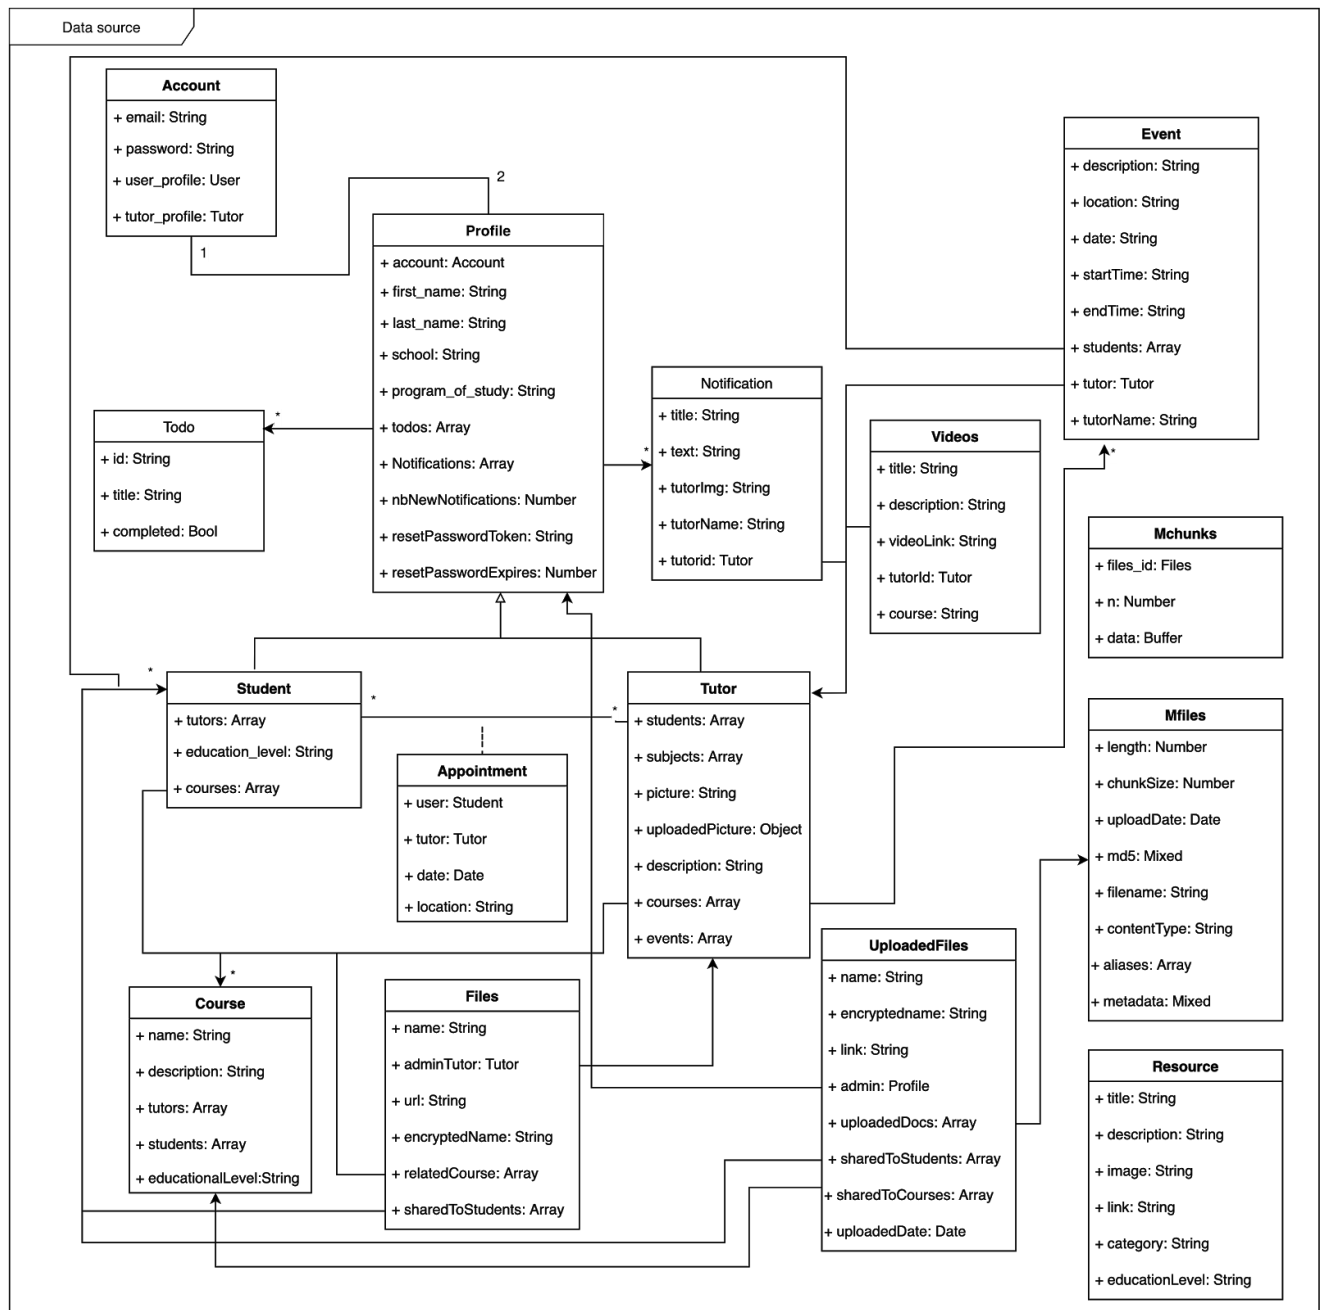 Data source
Account
+ email: String
+ password: String
+ user_profile: User
+ tutor_profile: Tutor
1
2
Profile
+ account: Account
+ first_name: String
+ last_name: String
+ school: String
+ program_of_study: String
+ todos: Array
+ Notifications: Array
+ nbNewNotifications: Number
+ resetPasswordToken: String
+ resetPasswordExpires: Number
Event
+ description: String
+ location: String
+ date: String
+ startTime: String
+ endTime: String
+ students: Array
+ tutor: Tutor
+ tutorName: String
*
Todo
+ id: String
+ title: String
+ completed: Bool
*
Notification
+ title: String
+ text: String
+ tutorImg: String
+ tutorName: String
+ tutorid: Tutor
*
Videos
+ title: String
+ description: String
+ videoLink: String
+ tutorId: Tutor
+ course: String
Mchunks
+ files_id: Files
+ n: Number
+ data: Buffer
*
Student
+ tutors: Array
+ education_level: String
+ courses: Array
*
*
Appointment
+ user: Student
+ tutor: Tutor
+ date: Date
+ location: String
Tutor
+ students: Array
+ subjects: Array
+ picture: String
+ uploadedPicture: Object
+ description: String
+ courses: Array
+ events: Array
Mfiles
+ length: Number
+ chunkSize: Number
+ uploadDate: Date
+ md5: Mixed
+ filename: String
+ contentType: String
+ aliases: Array
+ metadata: Mixed
*
Course
+ name: String
+ description: String
+ tutors: Array
+ students: Array
+ educationalLevel:String
Files
+ name: String
+ adminTutor: Tutor
+ url: String
+ encryptedName: String
+ relatedCourse: Array
+ sharedToStudents: Array
UploadedFiles
+ name: String
+ encryptedname: String
+ link: String
+ admin: Profile
+ uploadedDocs: Array
+ sharedToStudents: Array
+ sharedToCourses: Array
+ uploadedDate: Date
Resource
+ title: String
+ description: String
+ image: String
+ link: String
+ category: String
+ educationLevel: String